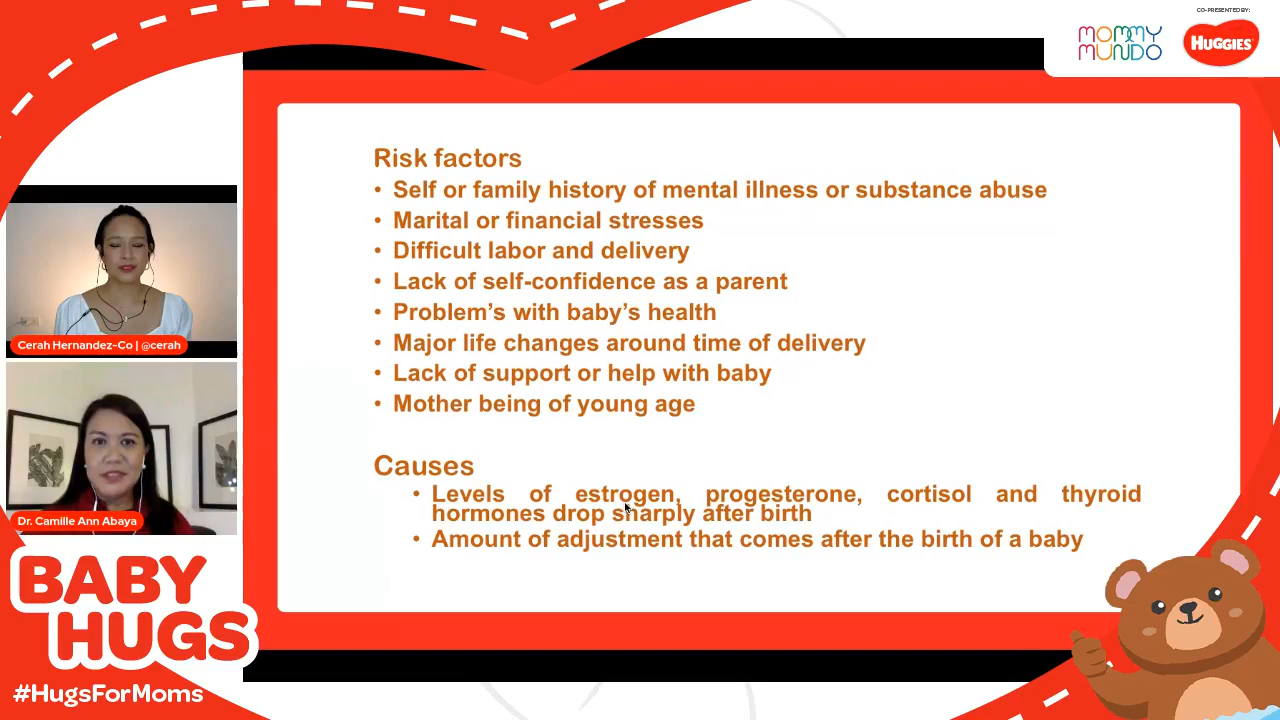 CO-PRESENTED BY:
MOMMY
MUNDO
HUGGIES
Risk factors
• Self or family history of mental illness or substance abuse
• Marital or financial stresses
• Difficult labor and delivery
• Lack of self-confidence as a parent
• Problem’s with baby’s health
• Major life changes around time of delivery
• Lack of support or help with baby
• Mother being of young age
Causes
• Levels of estrogen, progesterone, cortisol and thyroid
hormones drop sharply after birth
• Amount of adjustment that comes after the birth of a baby
Cerah Hernandez-Co | @cerah
Dr. Camille Ann Abaya
BABY
HUGS
#HugsForMoms